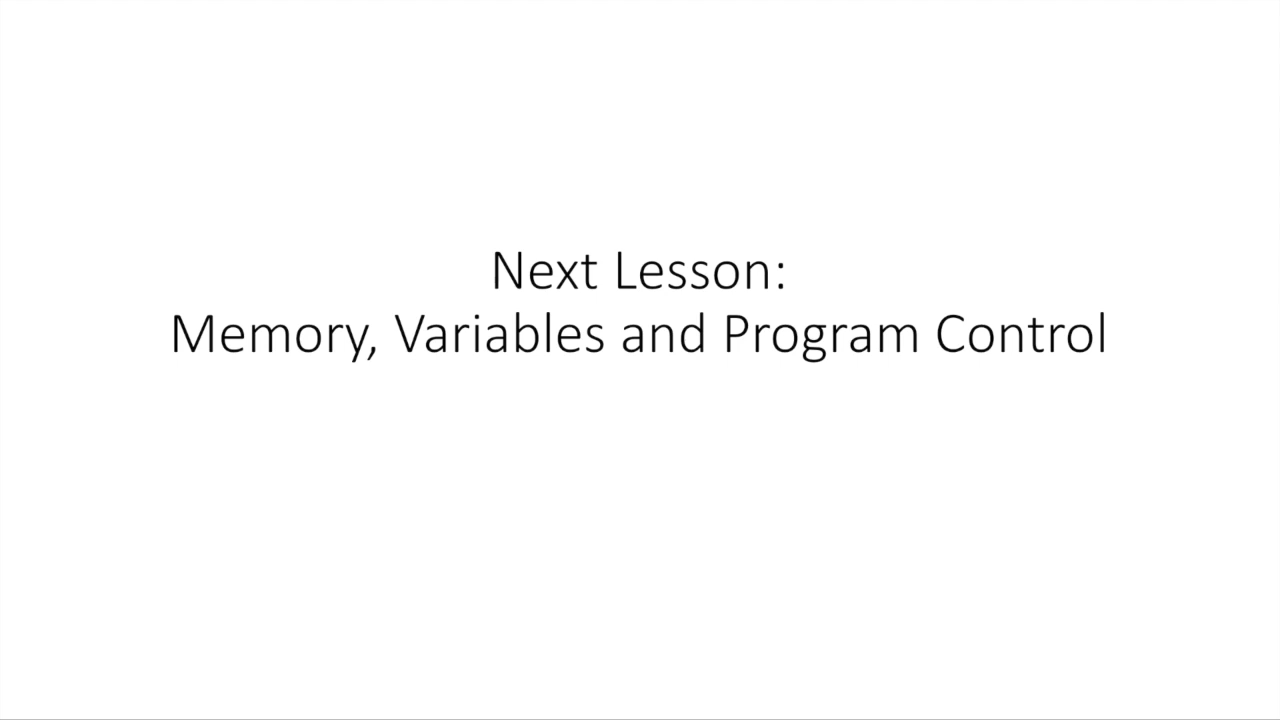 Next Lesson:
Memory, Variables and Program Control